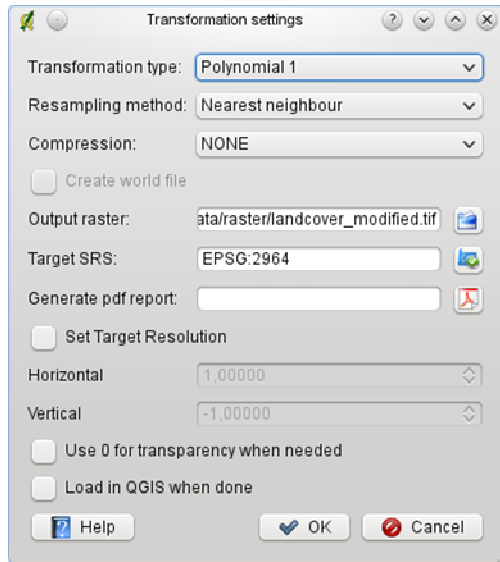 Transformation settings
Transformation type: Polynomial 1
Resampling method: Nearest neighbour
Compression: NONE
Create world file
Output raster: ata/raster/landcover_modified.tif
Target SRS: EPSG:2964
Generate pdf report:
Set Target Resolution
Horizontal 1,00000
Vertical -1,00000
Use 0 for transparency when needed
Load in QGIS when done
Help OK Cancel